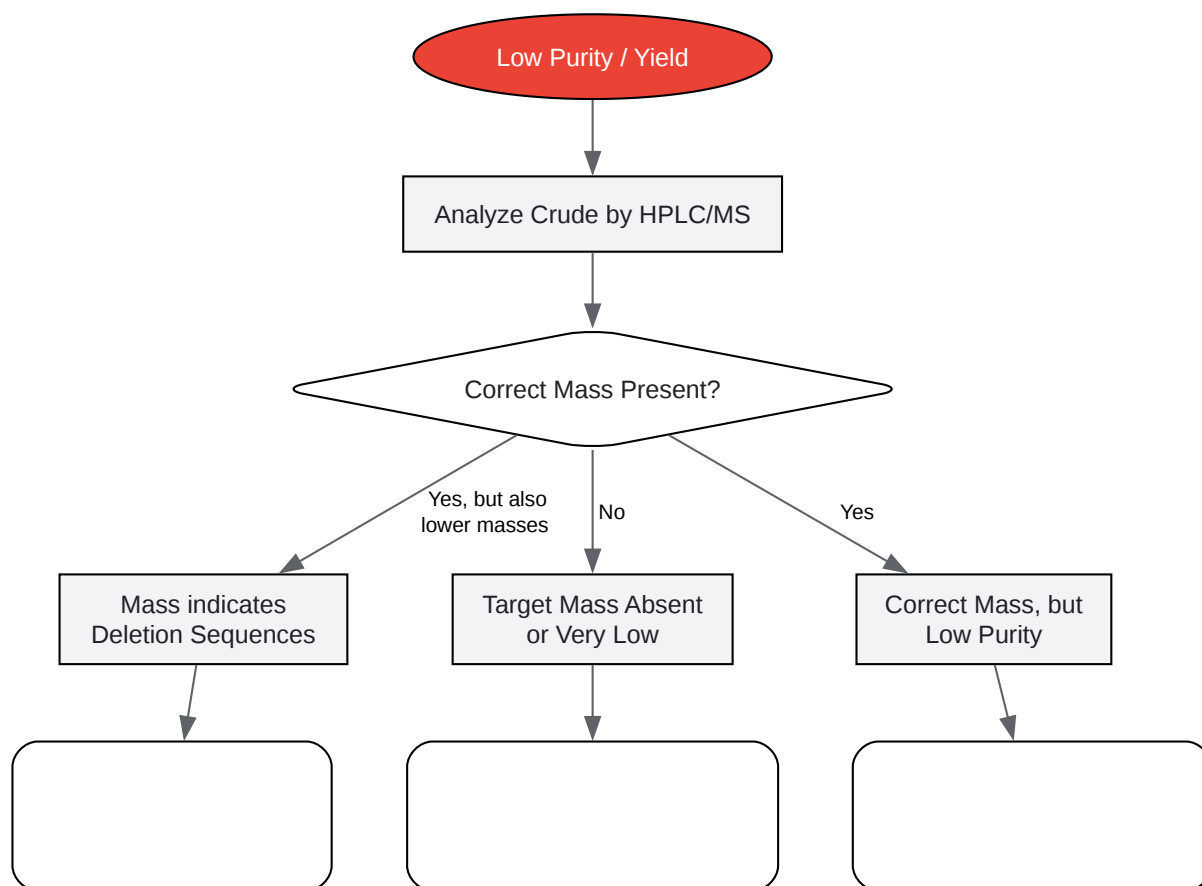 Low Purity / Yield
Analyze Crude by HPLC/MS
Correct Mass Present?
Yes, but also
lower masses
No
Yes
Mass indicates
Deletion Sequences
Target Mass Absent
or Very Low
Correct Mass, but
Low Purity